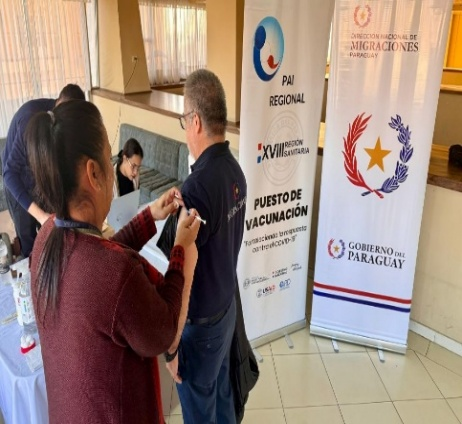 PAI
REGIONAL
XVIII REGIÓN
SANITARIA
PUESTO DE
VACUNACIÓN
DIRECCIÓN NACIONAL DE
MIGRACIONES
PARAGUAY
GOBIERNO DEL
PARAGUAY